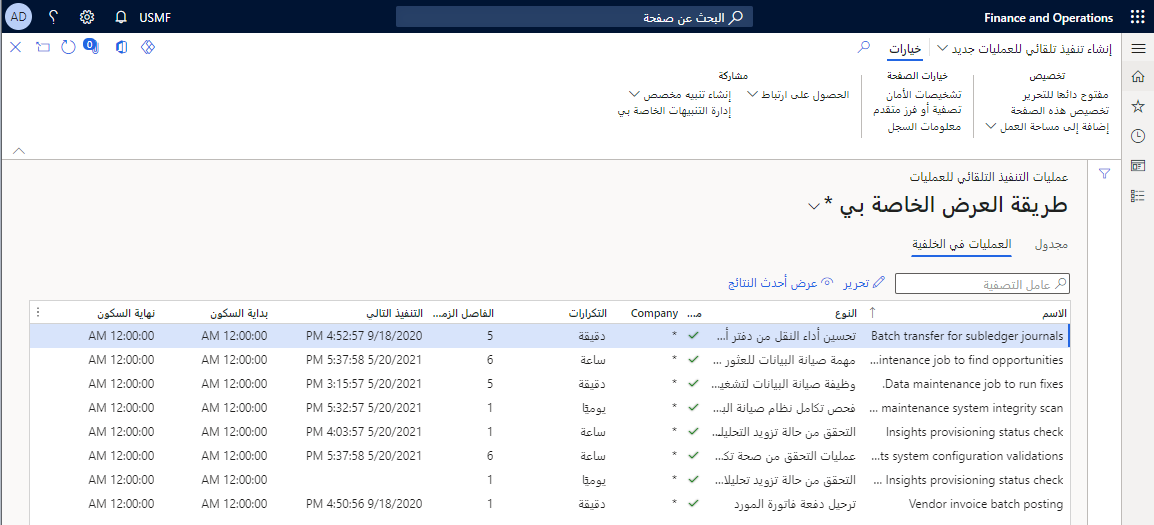 Finance and Operations
البحث عن صفحة
USMF
AD
إنشاء تنفيذ تلقائي للعمليات جديد
خيارات
0
تخصيص
مفتوح دائمًا للتحرير
تخصيص هذه الصفحة
إضافة إلى مساحة العمل
خيارات الصفحة
تشخيصات الأمان
تصفية أو فرز متقدم
معلومات السجل
مشاركة
الحصول على ارتباط
إنشاء تنبيه مخصص
إدارة التنبيهات الخاصة بي
عمليات التنفيذ التلقائي للعمليات
طريقة العرض الخاصة بي *
مجدول
العمليات في الخلفية
عامل التصفية
تحرير
عرض أحدث النتائج
الاسم النوع م... Company التكرارات الفاصل الزم... التنفيذ التالي بداية السكون نهاية السكون
Batch transfer for subledger journals تحسين أداء النقل من دفتر أ... * دقيقة 5 9/18/2020 4:52:57 PM 12:00:00 AM 12:00:00 AM
...intenance job to find opportunities مهمة صيانة البيانات للعثور ... * ساعة 6 5/20/2021 5:37:58 PM 12:00:00 AM 12:00:00 AM
Data maintenance job to run fixes. وظيفة صيانة البيانات لتشغي... * دقيقة 5 5/20/2021 3:15:57 PM 12:00:00 AM 12:00:00 AM
... maintenance system integrity scan فحص تكامل نظام صيانة الب... * يوميًا 1 5/20/2021 5:32:57 PM 12:00:00 AM 12:00:00 AM
Insights provisioning status check التحقق من حالة تزويد التحليل... * ساعة 1 5/20/2021 4:03:57 PM 12:00:00 AM 12:00:00 AM
...ts system configuration validations عمليات التحقق من صحة تك... * ساعة 6 5/20/2021 5:37:58 PM 12:00:00 AM 12:00:00 AM
... Insights provisioning status check التحقق من حالة تزويد تحليلا... * يوميًا 1 12:00:00 AM 12:00:00 AM
Vendor invoice batch posting ترحيل دفعة فاتورة المورد * دقيقة 1 9/18/2020 4:50:56 PM 12:00:00 AM 12:00:00 AM